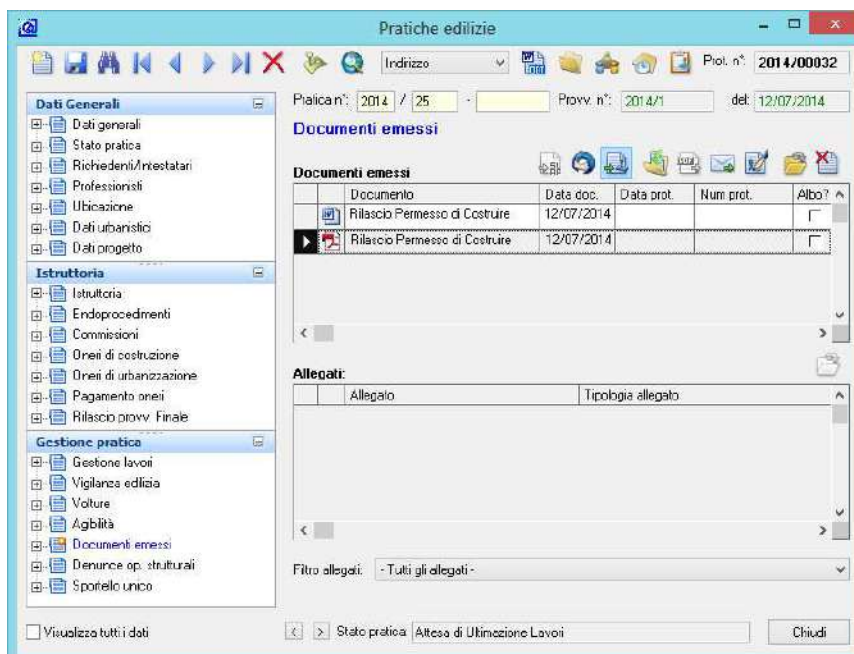 Pratiche edilizie
Indirizzo
Prot. n°: 2014/00032
Dati Generali
Dati generali
Stato pratica
Richiedenti/Intestatari
Professionisti
Ubicazione
Dati urbanistici
Dati progetto
Istruttoria
Istruttoria
Endoprocedimenti
Commissioni
Oneri di costruzione
Oneri di urbanizzazione
Pagamento oneri
Rilascio provv. Finale
Gestione pratica
Gestione lavori
Vigilanza edilizia
Volture
Agibilità
Documenti emessi
Denunce op. strutturali
Sportello unico
Visualizza tutti i dati
Pratica n°: 2014 / 25 - Provv. n°: 2014/1 del: 12/07/2014
Documenti emessi
Documenti emessi
Documento Data doc. Data prot. Num prot. Albo?
Rilascio Permesso di Costruire 12/07/2014
Rilascio Permesso di Costruire 12/07/2014
Allegati:
Allegato Tipologia allegato
Filtro allegati: - Tutti gli allegati -
Stato pratica Attesa di Ultimazione Lavori Chiudi